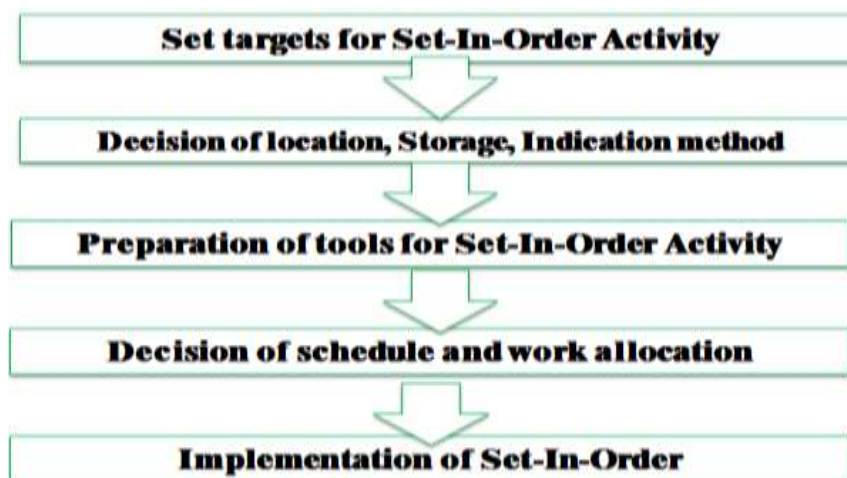 Set targets for Set-In-Order Activity
Decision of location, Storage, Indication method
Preparation of tools for Set-In-Order Activity
Decision of schedule and work allocation
Implementation of Set-In-Order